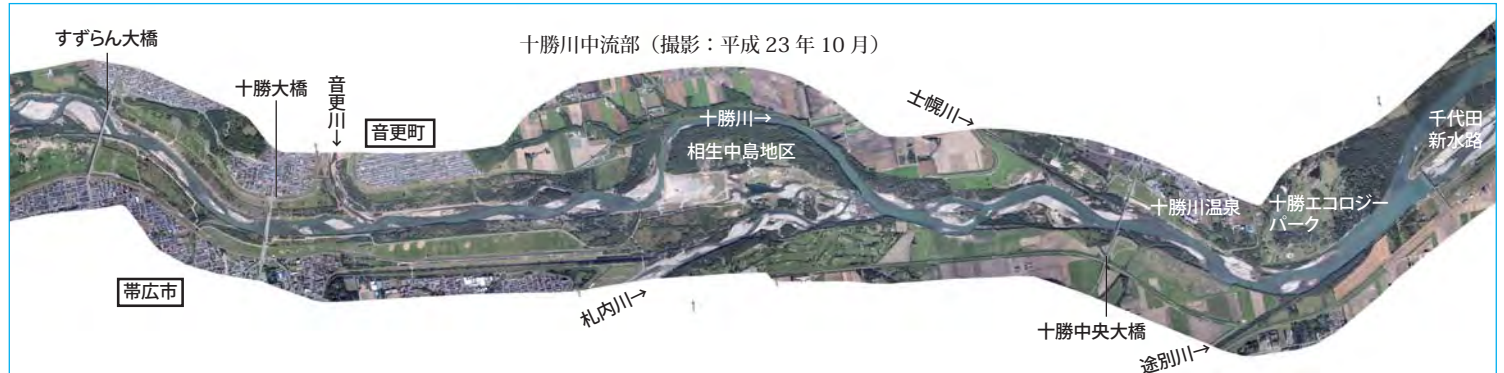 十勝川中流部（撮影：平成 23 年 10 月）
すずらん大橋
十勝大橋
音更川→
音更町
十勝川→
相生中島地区
士幌川→
千代田
新水路
十勝川温泉
十勝エコロジー
パーク
帯広市
札内川→
十勝中央大橋
途別川→